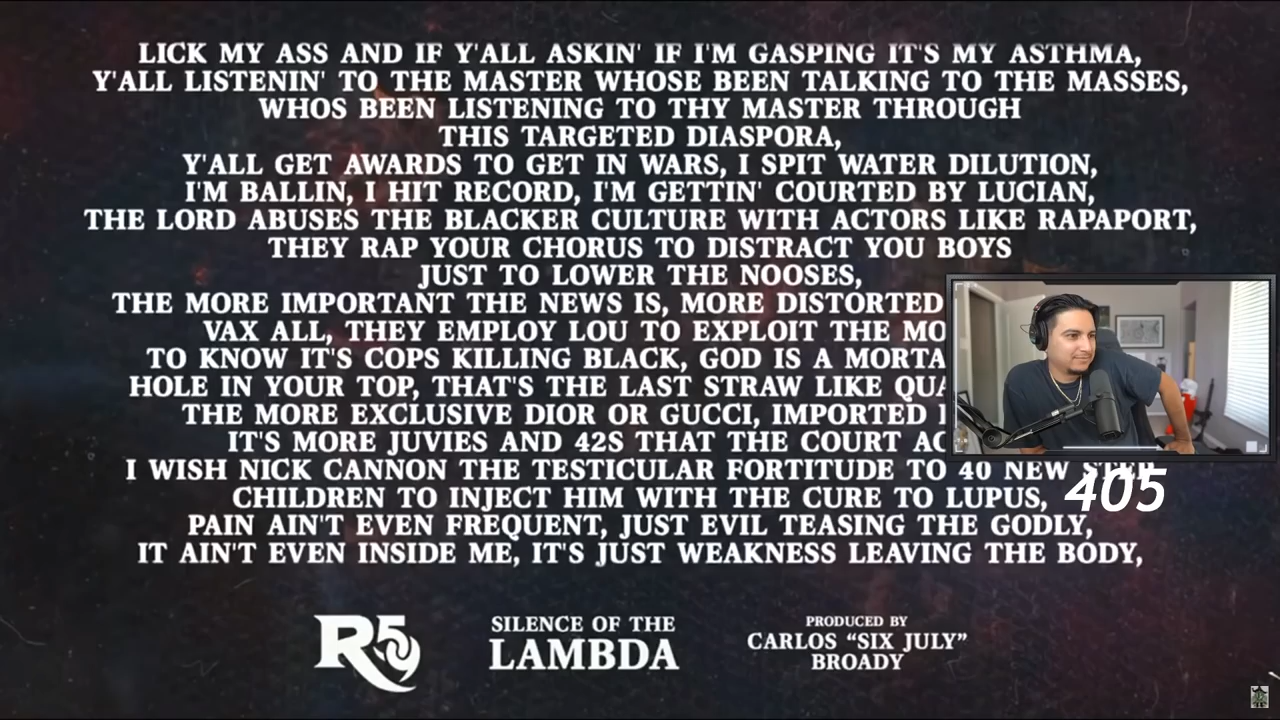 LICK MY ASS AND IF Y'ALL ASKIN' IF I'M GASPING IT'S MY ASTHMA,
Y'ALL LISTENIN' TO THE MASTER WHOSE BEEN TALKING TO THE MASSES,
WHOS BEEN LISTENING TO THY MASTER THROUGH
THIS TARGETED DIASPORA,
Y'ALL GET AWARDS TO GET IN WARS, I SPIT WATER DILUTION,
I'M BALLIN, I HIT RECORD, I'M GETTIN' COURTED BY LUCIAN,
THE LORD ABUSES THE BLACKER CULTURE WITH ACTORS LIKE RAPAPORT,
THEY RAP YOUR CHORUS TO DISTRACT YOU BOYS
JUST TO LOWER THE NOOSES,
THE MORE IMPORTANT THE NEWS IS, MORE DISTORTED
VAX ALL, THEY EMPLOY LOU TO EXPLOIT THE
TO KNOW IT'S COPS KILLING BLACK, GOD IS A
HOLE IN YOUR TOP, THAT'S THE LAST STRAW LIKE
THE MORE EXCLUSIVE DIOR OR GUCCI, IMPORTED
IT'S MORE JUVIES AND 42S THAT THE COURT
I WISH NICK CANNON THE TESTICULAR FORTITUDE TO 40 NEW
CHILDREN TO INJECT HIM WITH THE CURE TO LUPUS,
405
PAIN AIN'T EVEN FREQUENT, JUST EVIL TEASING THE GODLY,
IT AIN'T EVEN INSIDE ME, IT'S JUST WEAKNESS LEAVING THE BODY,
R5
SILENCE OF THE
LAMBDA
PRODUCED BY
CARLOS “SIX JULY”
BROADY